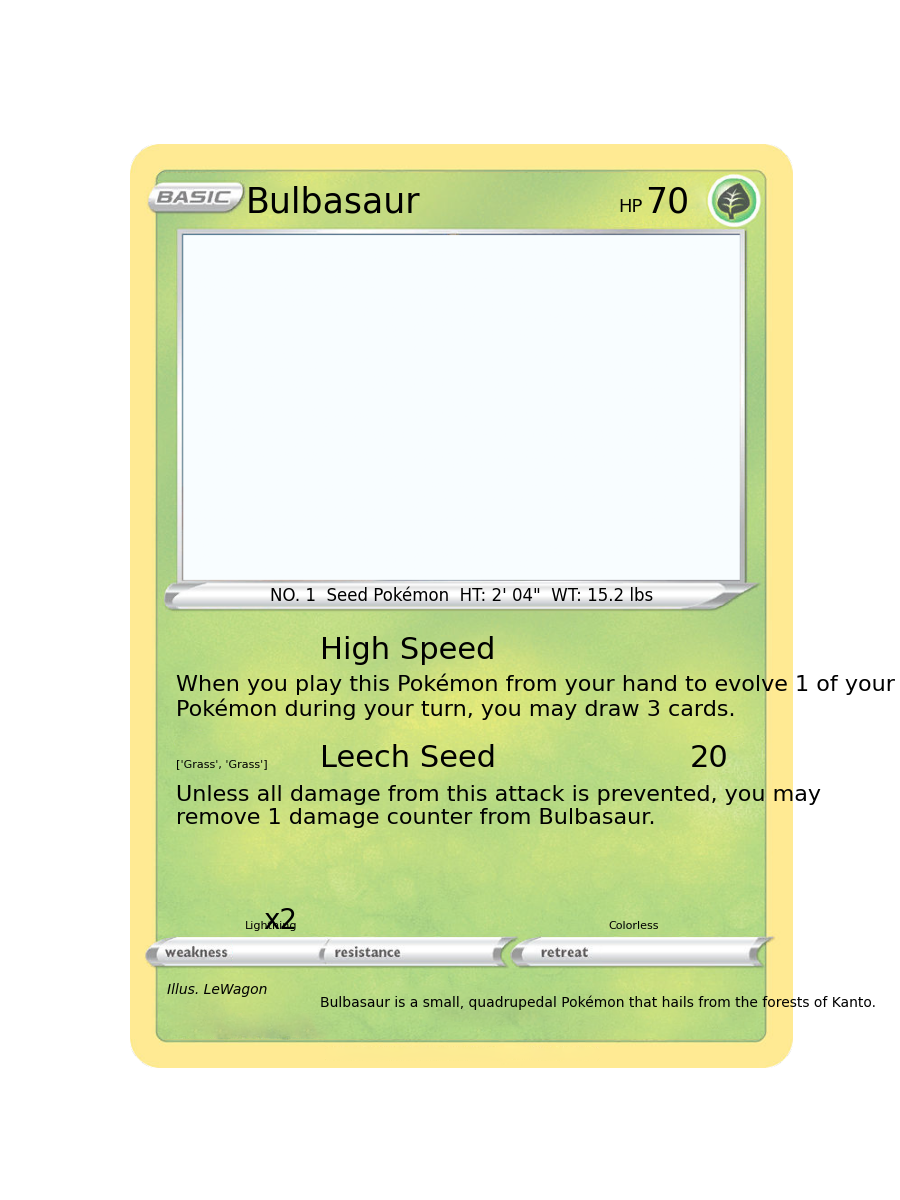 BASIC Bulbasaur HP 70
NO. 1 Seed Pokémon HT: 2' 04" WT: 15.2 lbs
High Speed
When you play this Pokémon from your hand to evolve 1 of your
Pokémon during your turn, you may draw 3 cards.
['Grass', 'Grass'] Leech Seed 20
Unless all damage from this attack is prevented, you may
remove 1 damage counter from Bulbasaur.
Lightning x2 Colorless
weakness resistance retreat
Illus. LeWagon
Bulbasaur is a small, quadrupedal Pokémon that hails from the forests of Kanto.